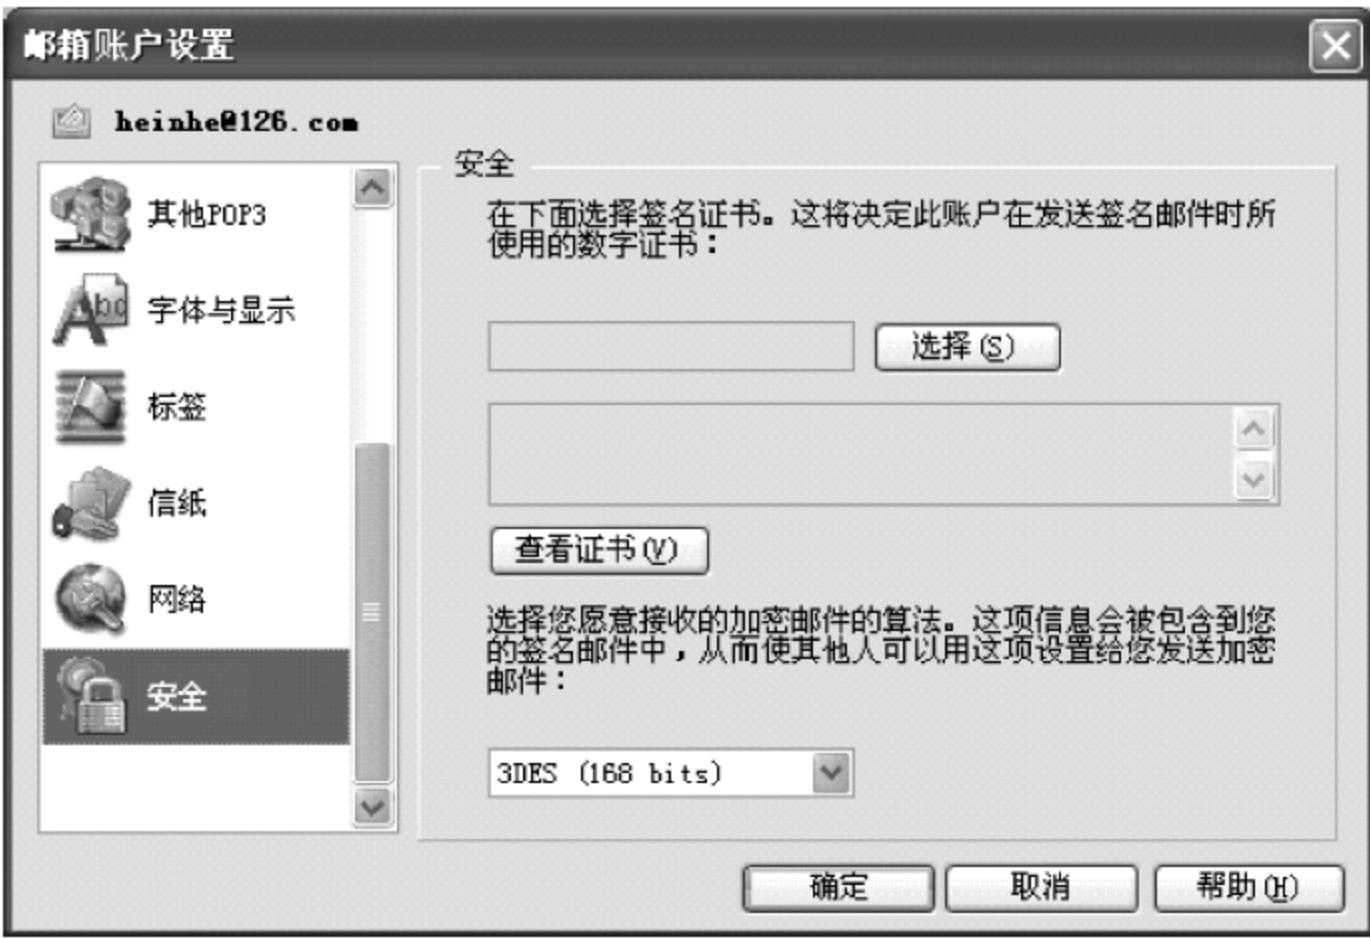 邮箱账户设置
heinhe@126.com
其他POP3
字体与显示
标签
信纸
网络
安全
安全
在下面选择签名证书。这将决定此账户在发送签名邮件时所
使用的数字证书：
选择(S)
查看证书(V)
选择您愿意接收的加密邮件的算法。这项信息会被包含到您
的签名邮件中，从而使其他人可以用这项设置给您发送加密
邮件：
3DES (168 bits)
确定
取消
帮助(H)